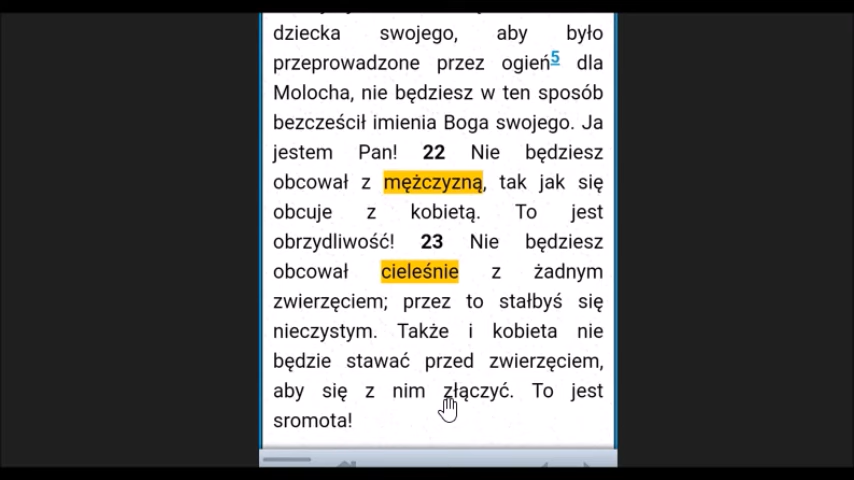 dziecka swojego, aby było
przeprowadzone przez ogień5 dla
Molocha, nie będziesz w ten sposób
bezcześcił imienia Boga swojego. Ja
jestem Pan! 22 Nie będziesz
obcował z mężczyzną, tak jak się
obcuje z kobietą. To jest
obrzydliwość! 23 Nie będziesz
obcował cieleśnie z żadnym
zwierzęciem; przez to stałbyś się
nieczystym. Także i kobieta nie
będzie stawać przed zwierzęciem,
aby się z nim złączyć. To jest
sromota!